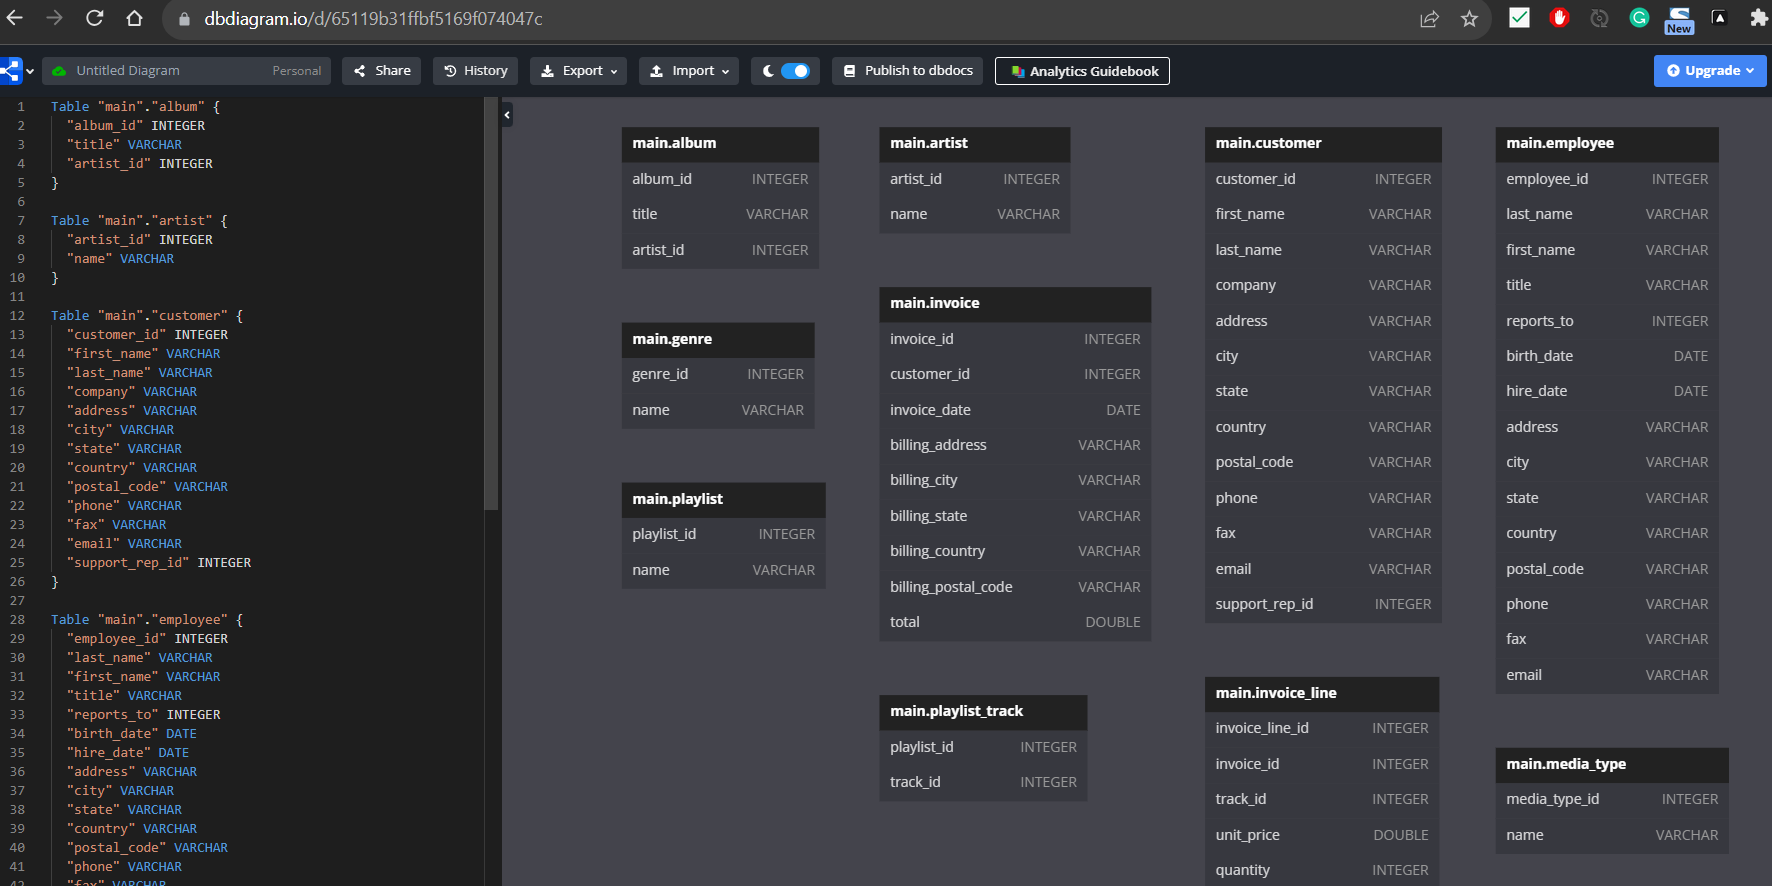 dbdiagram.io/d/65119b31ffbf5169f074047c
New
Untitled Diagram Personal Share History Export Import Publish to dbdocs Analytics Guidebook Upgrade
1 Table "main"."album" {
2 "album_id" INTEGER
3 "title" VARCHAR
4 "artist_id" INTEGER
5 }
6
7 Table "main"."artist" {
8 "artist_id" INTEGER
9 "name" VARCHAR
10 }
11
12 Table "main"."customer" {
13 "customer_id" INTEGER
14 "first_name" VARCHAR
15 "last_name" VARCHAR
16 "company" VARCHAR
17 "address" VARCHAR
18 "city" VARCHAR
19 "state" VARCHAR
20 "country" VARCHAR
21 "postal_code" VARCHAR
22 "phone" VARCHAR
23 "fax" VARCHAR
24 "email" VARCHAR
25 "support_rep_id" INTEGER
26 }
27
28 Table "main"."employee" {
29 "employee_id" INTEGER
30 "last_name" VARCHAR
31 "first_name" VARCHAR
32 "title" VARCHAR
33 "reports_to" INTEGER
34 "birth_date" DATE
35 "hire_date" DATE
36 "address" VARCHAR
37 "city" VARCHAR
38 "state" VARCHAR
39 "country" VARCHAR
40 "postal_code" VARCHAR
41 "phone" VARCHAR
42 "fax" VARCHAR
main.album
album_id INTEGER
title VARCHAR
artist_id INTEGER
main.genre
genre_id INTEGER
name VARCHAR
main.playlist
playlist_id INTEGER
name VARCHAR
main.artist
artist_id INTEGER
name VARCHAR
main.invoice
invoice_id INTEGER
customer_id INTEGER
invoice_date DATE
billing_address VARCHAR
billing_city VARCHAR
billing_state VARCHAR
billing_country VARCHAR
billing_postal_code VARCHAR
total DOUBLE
main.playlist_track
playlist_id INTEGER
track_id INTEGER
main.customer
customer_id INTEGER
first_name VARCHAR
last_name VARCHAR
company VARCHAR
address VARCHAR
city VARCHAR
state VARCHAR
country VARCHAR
postal_code VARCHAR
phone VARCHAR
fax VARCHAR
email VARCHAR
support_rep_id INTEGER
main.invoice_line
invoice_line_id INTEGER
invoice_id INTEGER
track_id INTEGER
unit_price DOUBLE
quantity INTEGER
main.employee
employee_id INTEGER
last_name VARCHAR
first_name VARCHAR
title VARCHAR
reports_to INTEGER
birth_date DATE
hire_date DATE
address VARCHAR
city VARCHAR
state VARCHAR
country VARCHAR
postal_code VARCHAR
phone VARCHAR
fax VARCHAR
email VARCHAR
main.media_type
media_type_id INTEGER
name VARCHAR